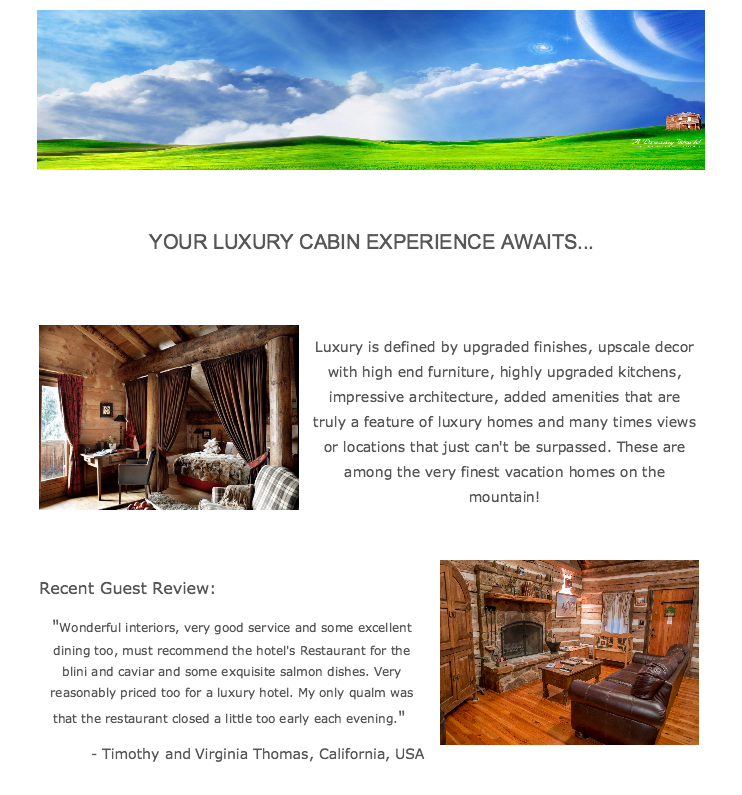 A Dreamy World
YOUR LUXURY CABIN EXPERIENCE AWAITS...
Luxury is defined by upgraded finishes, upscale decor
with high end furniture, highly upgraded kitchens,
impressive architecture, added amenities that are
truly a feature of luxury homes and many times views
or locations that just can't be surpassed. These are
among the very finest vacation homes on the
mountain!
Recent Guest Review:
"Wonderful interiors, very good service and some excellent
dining too, must recommend the hotel's Restaurant for the
blini and caviar and some exquisite salmon dishes. Very
reasonably priced too for a luxury hotel. My only qualm was
that the restaurant closed a little too early each evening."
- Timothy and Virginia Thomas, California, USA